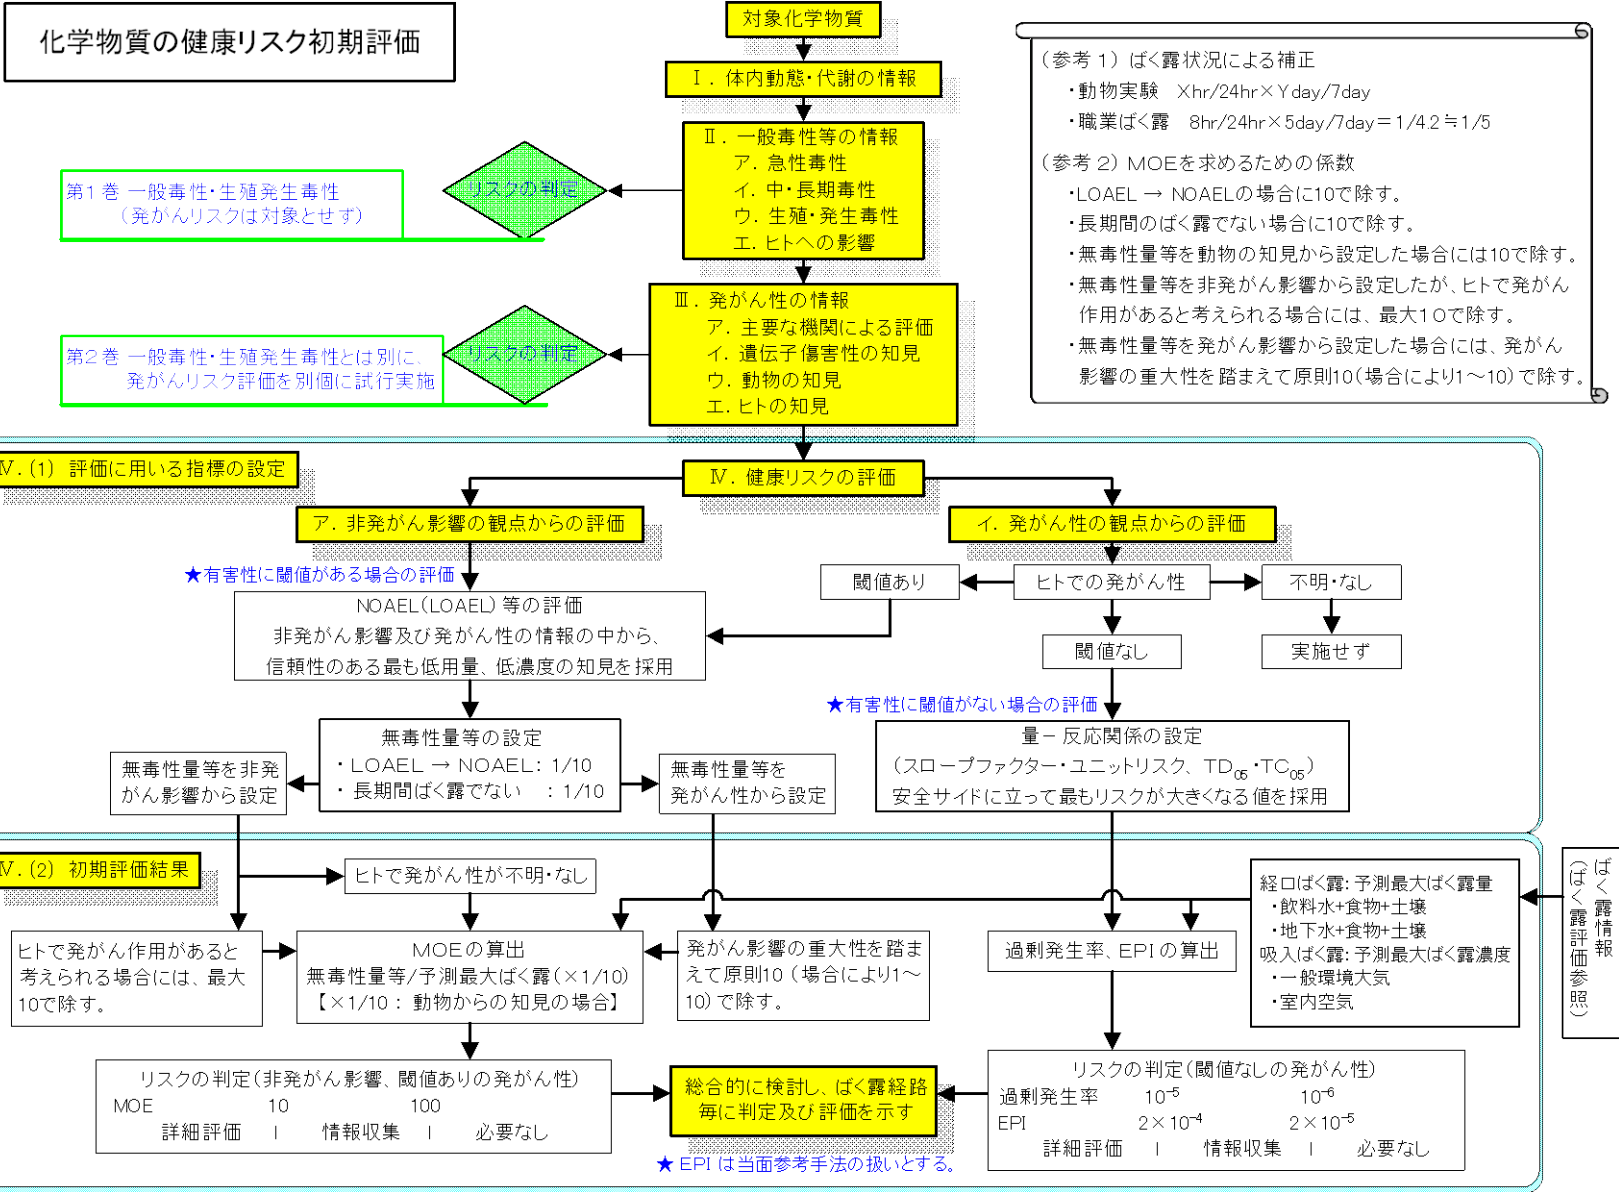 化学物質の健康リスク初期評価
対象化学物質
Ⅰ. 体内動態・代謝の情報
Ⅱ. 一般毒性等の情報
ア. 急性毒性
イ. 中・長期毒性
ウ. 生殖・発生毒性
エ. ヒトへの影響
リスクの判定
第1巻 一般毒性・生殖発生毒性
（発がんリスクは対象とせず）
Ⅲ. 発がん性の情報
ア. 主要な機関による評価
イ. 遺伝子傷害性の知見
ウ. 動物の知見
エ. ヒトの知見
リスクの判定
第2巻 一般毒性・生殖発生毒性とは別に、
発がんリスク評価を別個に試行実施
（参考1）ばく露状況による補正
・動物実験　Xhr/24hr×Yday/7day
・職業ばく露　8hr/24hr×5day/7day＝1/4.2≒1/5
（参考2）MOEを求めるための係数
・LOAEL → NOAELの場合に10で除す。
・長期間のばく露でない場合に10で除す。
・無毒性量等を動物の知見から設定した場合には10で除す。
・無毒性量等を非発がん影響から設定したが、ヒトで発がん
作用があると考えられる場合には、最大10で除す。
・無毒性量等を発がん影響から設定した場合には、発がん
影響の重大性を踏まえて原則10（場合により1～10）で除す。
Ⅳ.(1) 評価に用いる指標の設定
Ⅳ. 健康リスクの評価
ア. 非発がん影響の観点からの評価
イ. 発がん性の観点からの評価
★有害性に閾値がある場合の評価
閾値あり
ヒトでの発がん性
不明・なし
NOAEL(LOAEL)等の評価
非発がん影響及び発がん性の情報の中から、
信頼性のある最も低用量、低濃度の知見を採用
閾値なし
実施せず
★有害性に閾値がない場合の評価
無毒性量等の設定
・LOAEL → NOAEL: 1/10
・長期間ばく露でない　: 1/10
無毒性量等を非発
がん影響から設定
無毒性量等を
発がん性から設定
量－反応関係の設定
（スロープファクター・ユニットリスク、TD₀₅・TC₀₅）
安全サイドに立って最もリスクが大きくなる値を採用
Ⅳ.(2) 初期評価結果
ヒトで発がん性が不明・なし
ヒトで発がん作用があると
考えられる場合には、最大
10で除す。
MOEの算出
無毒性量等/予測最大ばく露(×1/10)
【×1/10 : 動物からの知見の場合】
発がん影響の重大性を踏ま
えて原則10（場合により1～
10）で除す。
過剰発生率、EPIの算出
経口ばく露: 予測最大ばく露量
・飲料水+食物+土壌
・地下水+食物+土壌
吸入ばく露: 予測最大ばく露濃度
・一般環境大気
・室内空気
ばく露情報
（ばく露評価参照）
リスクの判定(非発がん影響、閾値ありの発がん性)
MOE　10　100
詳細評価　|　情報収集　|　必要なし
総合的に検討し、ばく露経路
毎に判定及び評価を示す
リスクの判定(閾値なしの発がん性)
過剰発生率　10⁻⁵　10⁻⁶
EPI　2×10⁻⁴　2×10⁻⁵
詳細評価　|　情報収集　|　必要なし
★ EPI は当面参考手法の扱いとする。